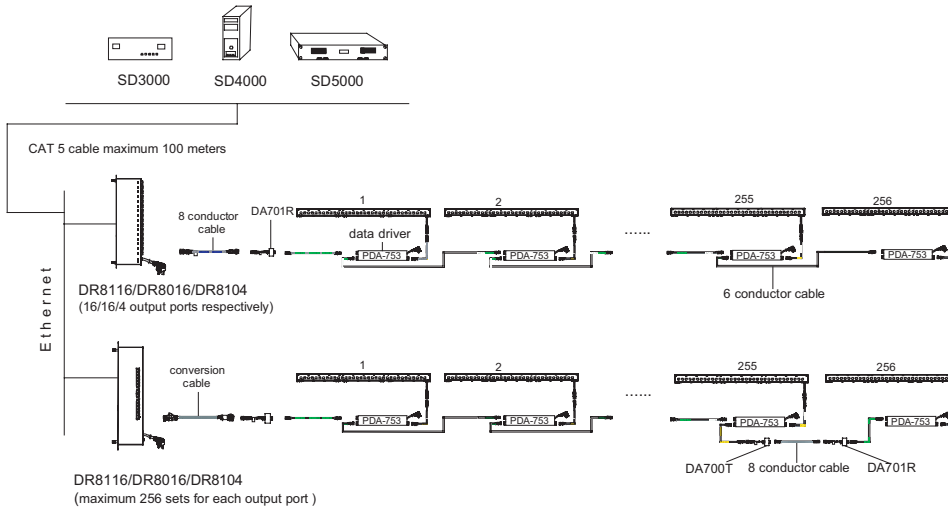 SD3000
SD4000
SD5000
CAT 5 cable maximum 100 meters
Ethernet
8 conductor
cable
DA701R
1
2
255
256
data driver
PDA-753
PDA-753
......
PDA-753
PDA-753
6 conductor cable
DR8116/DR8016/DR8104
(16/16/4 output ports respectively)
conversion
cable
1
2
255
256
PDA-753
PDA-753
......
PDA-753
PDA-753
DA700T
8 conductor cable
DA701R
DR8116/DR8016/DR8104
(maximum 256 sets for each output port )